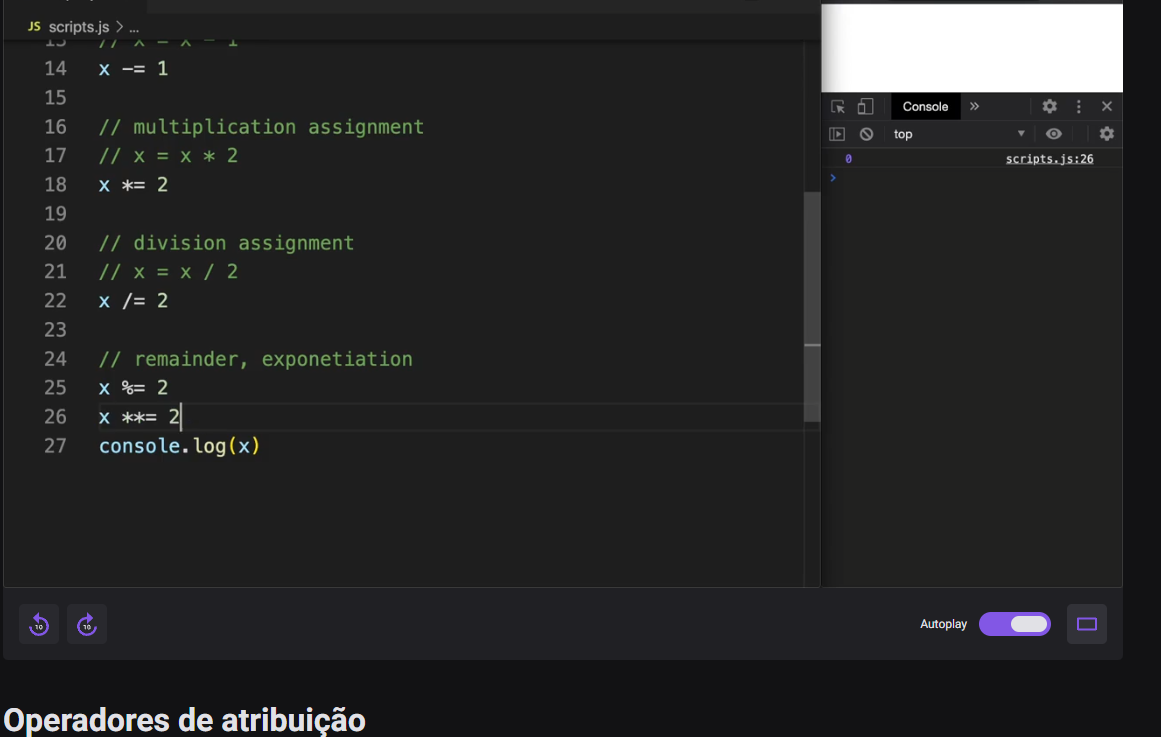 JS scripts.js > ...
13 // x = x - 1
14 x -= 1
15
16 // multiplication assignment
17 // x = x * 2
18 x *= 2
19
20 // division assignment
21 // x = x / 2
22 x /= 2
23
24 // remainder, exponetiation
25 x %= 2
26 x **= 2
27 console.log(x)
Console »
top
0 scripts.js:26
>
10 10
Autoplay
Operadores de atribuição